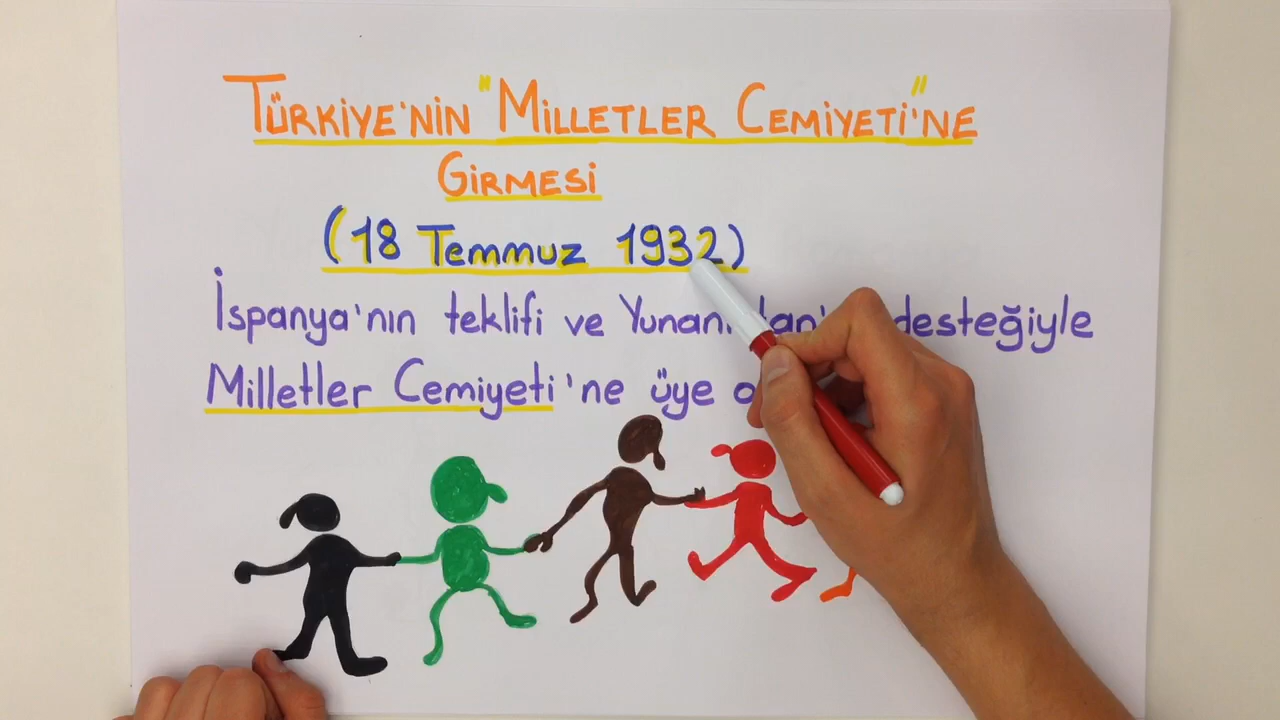 TÜRKİYE'NİN "MİLLETLER CEMİYETİ"'NE
GİRMESİ
(18 Temmuz 1932)
İspanya'nın teklifi ve desteğiyle
Milletler Cemiyeti'ne üye